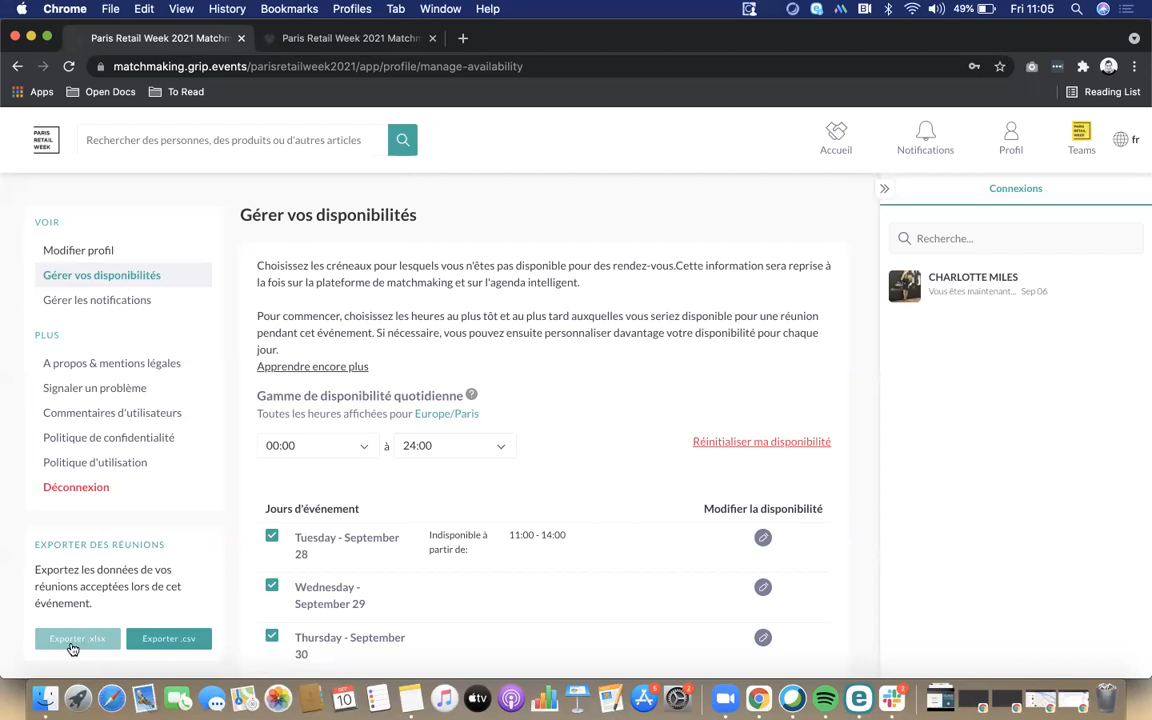 Chrome File Edit View History Bookmarks Profiles Tab Window Help 49% Fri 11:05
Paris Retail Week 2021 Matchm Paris Retail Week 2021 Matchm
matchmaking.grip.events/parisretailweek2021/app/profile/manage-availability
Apps Open Docs To Read Reading List
PARIS
RETAIL
WEEK
Rechercher des personnes, des produits ou d'autres articles
Accueil Notifications Profil Teams fr
Connexions
Recherche...
CHARLOTTE MILES
Vous êtes maintenant... Sep 06
VOIR
Modifier profil
Gérer vos disponibilités
Gérer les notifications
PLUS
A propos & mentions légales
Signaler un problème
Commentaires d'utilisateurs
Politique de confidentialité
Politique d'utilisation
Déconnexion
EXPORTER DES RÉUNIONS
Exportez les données de vos
réunions acceptées lors de cet
événement.
Exporter .xlsx Exporter .csv
Gérer vos disponibilités
Choisissez les créneaux pour lesquels vous n'êtes pas disponible pour des rendez-vous.Cette information sera reprise à
la fois sur la plateforme de matchmaking et sur l'agenda intelligent.
Pour commencer, choisissez les heures au plus tôt et au plus tard auxquelles vous seriez disponible pour une réunion
pendant cet événement. Si nécessaire, vous pouvez ensuite personnaliser davantage votre disponibilité pour chaque
jour.
Apprendre encore plus
Gamme de disponibilité quotidienne ?
Toutes les heures affichées pour Europe/Paris
00:00 à 24:00 Réinitialiser ma disponibilité
Jours d'événement Modifier la disponibilité
Tuesday - September
28
Indisponible à
partir de:
11:00 - 14:00
Wednesday -
September 29
Thursday - September
30